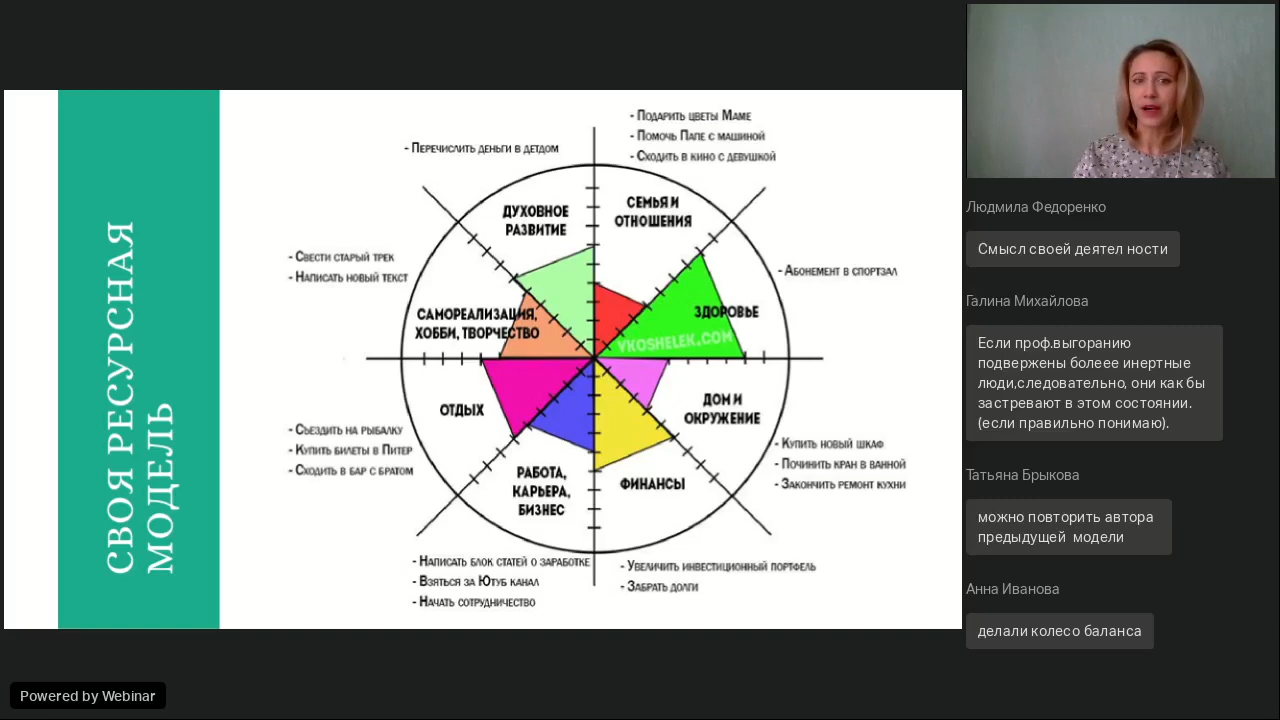 СВОЯ РЕСУРСНАЯ
МОДЕЛЬ
- Перечислить деньги в детдом
- Подарить цветы Маме
- Помочь Папе с машиной
- Сходить в кино с девушкой
ДУХОВНОЕ
РАЗВИТИЕ
СЕМЬЯ И
ОТНОШЕНИЯ
- Свести старый трек
- Написать новый текст
- Абонемент в спортзал
САМОРЕАЛИЗАЦИЯ,
ХОББИ, ТВОРЧЕСТВО
ЗДОРОВЬЕ
VKOSHELEK.COM
ОТДЫХ
ДОМ И
ОКРУЖЕНИЕ
- Съездить на рыбалку
- Купить билеты в Питер
- Сходить в бар с братом
- Купить новый шкаф
- Починить кран в ванной
- Закончить ремонт кухни
РАБОТА,
КАРЬЕРА,
БИЗНЕС
ФИНАНСЫ
- Написать блок статей о заработке
- Взяться за Ютуб канал
- Начать сотрудничество
- Увеличить инвестиционный портфель
- Забрать долги
Людмила Федоренко
Смысл своей деятел ности
Галина Михайлова
Если проф.выгоранию
подвержены болеее инертные
люди,следовательно, они как бы
застревают в этом состоянии.
(если правильно понимаю).
Татьяна Брыкова
можно повторить автора
предыдущей модели
Анна Иванова
делали колесо баланса
Powered by Webinar